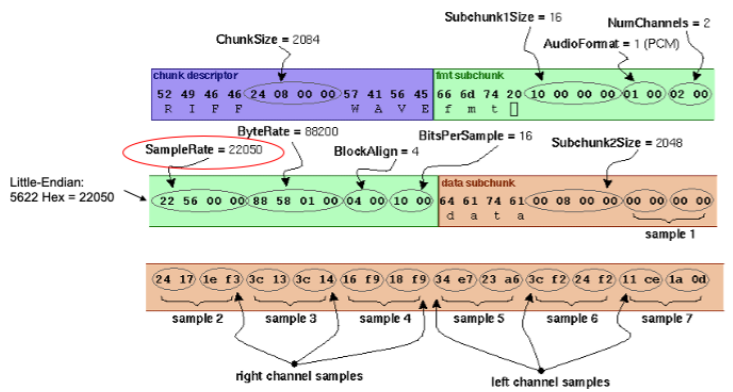 Subchunk1Size = 16
NumChannels = 2
ChunkSize = 2084
AudioFormat = 1 (PCM)
chunk descriptor
fmt subchunk
52 49 46 46 24 08 00 00 57 41 56 45 66 6d 74 20 10 00 00 00 01 00 02 00
R I F F W A V E f m t
ByteRate = 88200
BitsPerSample = 16
SampleRate = 22050
BlockAlign = 4
Subchunk2Size = 2048
Little-Endian:
5622 Hex = 22050
data subchunk
22 56 00 00 88 58 01 00 04 00 10 00 64 61 74 61 00 08 00 00 00 00 00 00
d a t a
sample 1
24 17 1e f3 3c 13 3c 14 16 f9 18 f9 34 e7 23 a6 3c f2 24 f2 11 ce 1a 0d
sample 2 sample 3 sample 4 sample 5 sample 6 sample 7
right channel samples
left channel samples